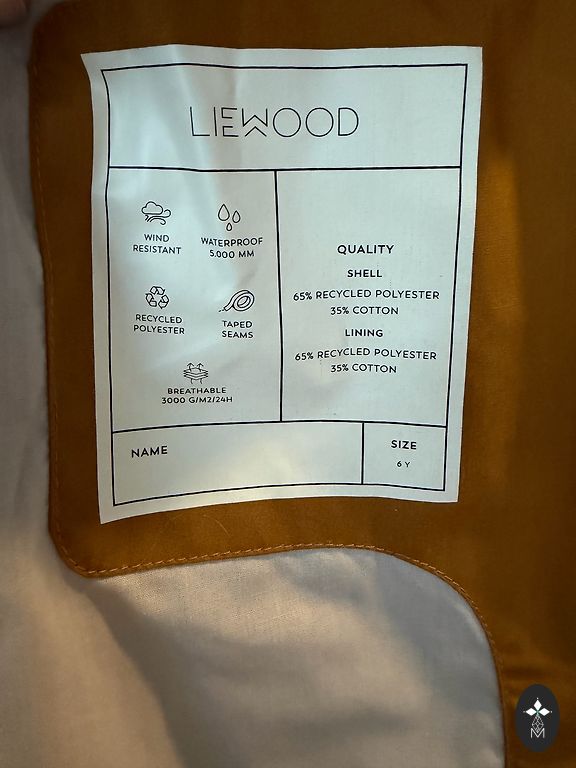 LIEWOOD
WIND
RESISTANT
WATERPROOF
5.000 MM
RECYCLED
POLYESTER
TAPED
SEAMS
BREATHABLE
3000 G/M2/24H
QUALITY
SHELL
65% RECYCLED POLYESTER
35% COTTON
LINING
65% RECYCLED POLYESTER
35% COTTON
NAME
SIZE
6 Y
M